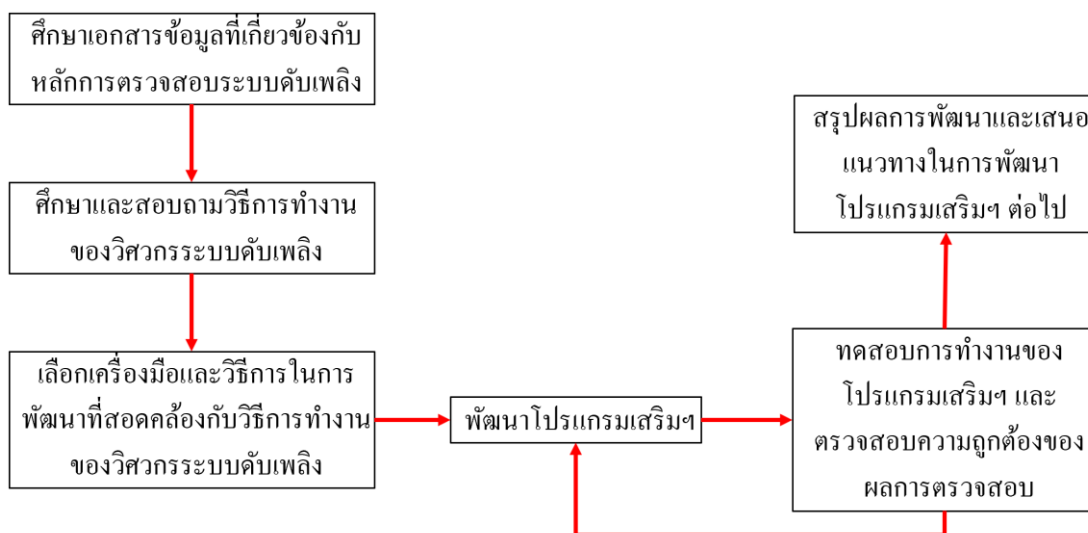 ศึกษาเอกสารข้อมูลที่เกี่ยวข้องกับ
หลักการตรวจสอบระบบดับเพลิง
ศึกษาและสอบถามวิธีการทำงาน
ของวิศวกรระบบดับเพลิง
เลือกเครื่องมือและวิธีการในการ
พัฒนาที่สอดคล้องกับวิธีการทำงาน
ของวิศวกรระบบดับเพลิง
พัฒนาโปรแกรมเสริมฯ
ทดสอบการทำงานของ
โปรแกรมเสริมฯ และ
ตรวจสอบความถูกต้องของ
ผลการตรวจสอบ
สรุปผลการพัฒนาและเสนอ
แนวทางในการพัฒนา
โปรแกรมเสริมฯ ต่อไป